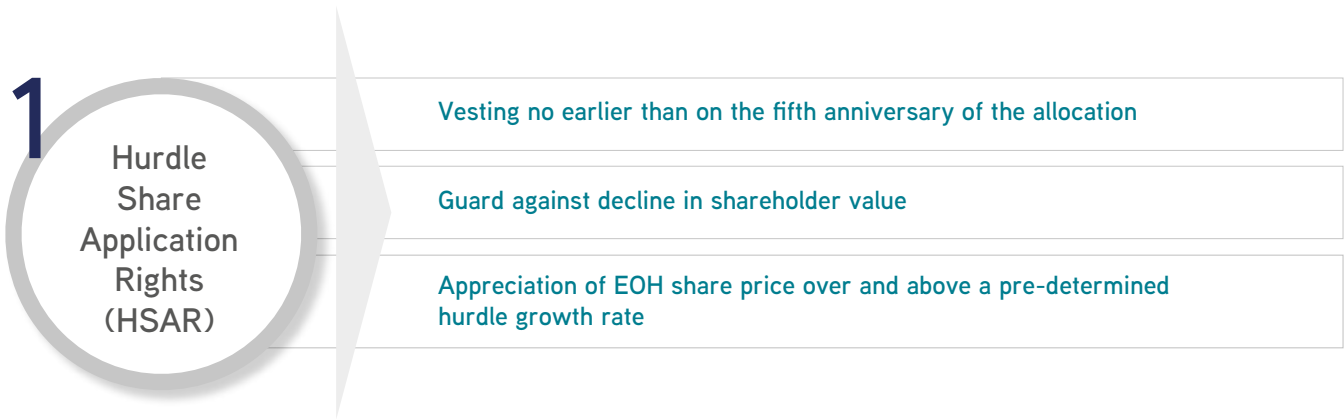 1
Hurdle
Share
Application
Rights
(HSAR)
Vesting no earlier than on the fifth anniversary of the allocation
Guard against decline in shareholder value
Appreciation of EOH share price over and above a pre-determined
hurdle growth rate